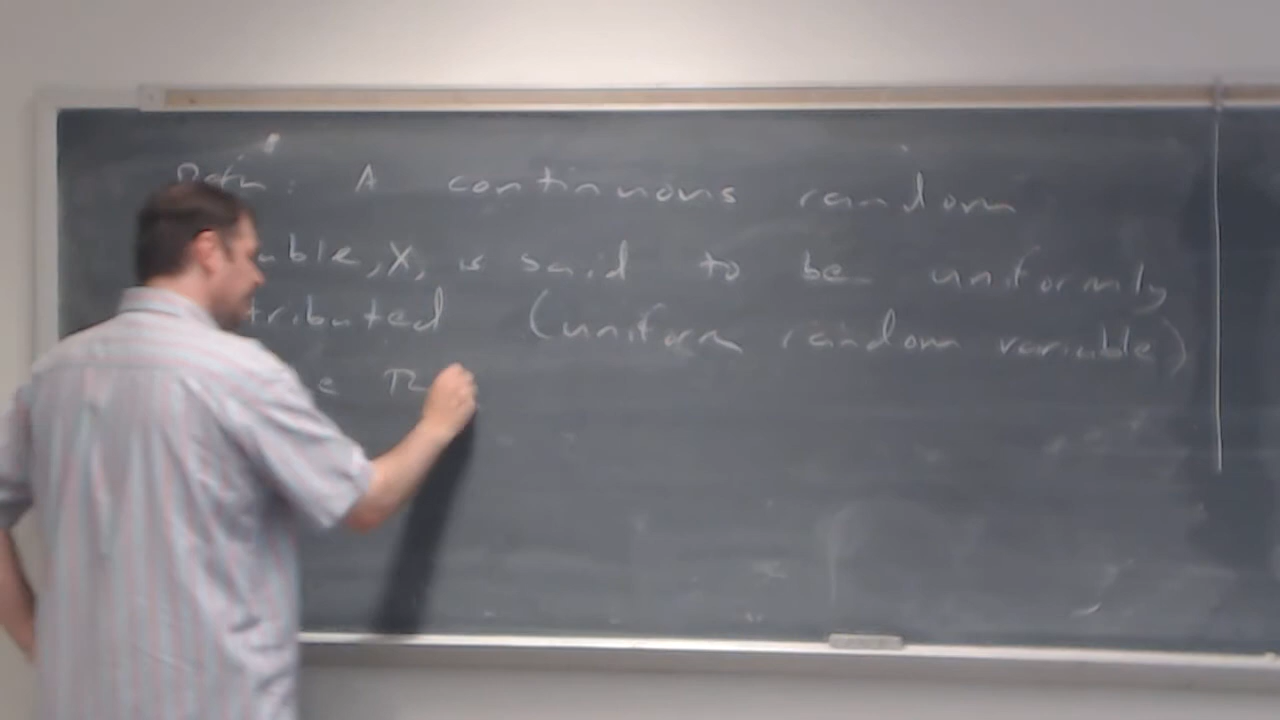 Defn: A continuous random
able, X, is said to be uniformly
tributed (uniform random variable)